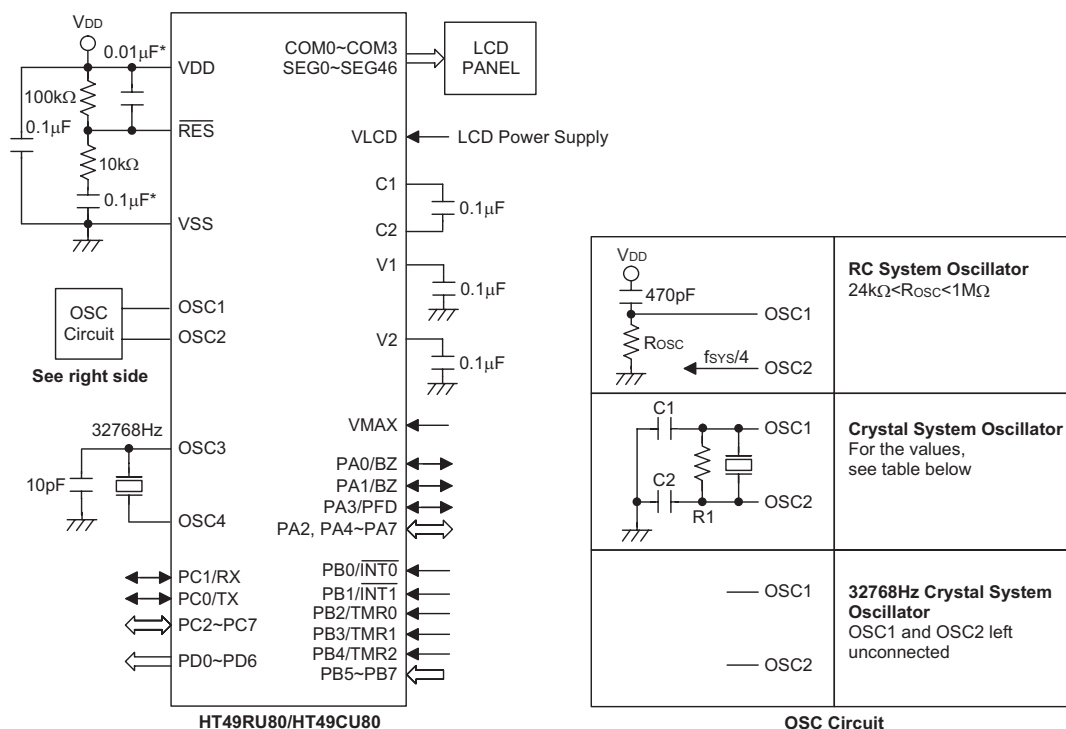 VDD
0.01µF*
VDD
100kΩ
0.1µF
RES
10kΩ
0.1µF*
VSS
OSC
Circuit
OSC1
OSC2
See right side
32768Hz
OSC3
10pF
OSC4
PC1/RX
PC0/TX
PC2~PC7
PD0~PD6
COM0~COM3
SEG0~SEG46
LCD
PANEL
VLCD
LCD Power Supply
C1
0.1µF
C2
V1
0.1µF
V2
0.1µF
VMAX
PA0/BZ
PA1/BZ
PA3/PFD
PA2, PA4~PA7
PB0/INT0
PB1/INT1
PB2/TMR0
PB3/TMR1
PB4/TMR2
PB5~PB7
HT49RU80/HT49CU80
VDD
470pF
OSC1
ROSC
fSYS/4
OSC2
RC System Oscillator
24kΩ<ROSC<1MΩ
C1
OSC1
C2
R1
OSC2
Crystal System Oscillator
For the values,
see table below
OSC1
OSC2
32768Hz Crystal System
Oscillator
OSC1 and OSC2 left
unconnected
OSC Circuit